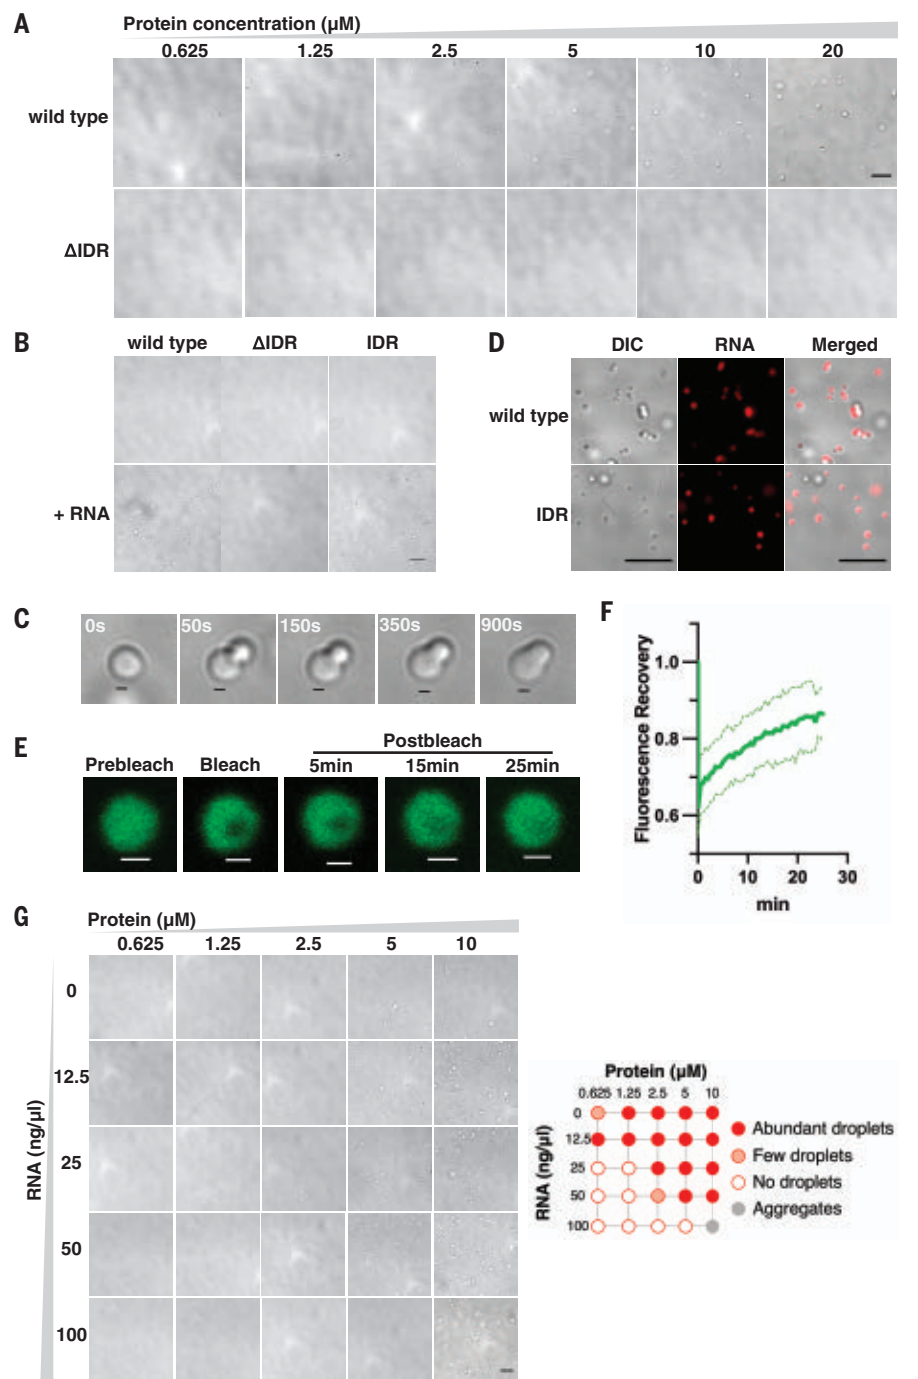 A
Protein concentration (µM)
0.625 1.25 2.5 5 10 20
wild type
ΔIDR
B
wild type ΔIDR IDR
+ RNA
D
DIC RNA Merged
wild type
IDR
C
0s 50s 150s 350s 900s
E
Postbleach
Prebleach Bleach 5min 15min 25min
F
Fluorescence Recovery
1.0
0.8
0.6
0 10 20 30
min
G
Protein (µM)
0.625 1.25 2.5 5 10
RNA (ng/µl)
0
12.5
25
50
100
Protein (µM)
0.625 1.25 2.5 5 10
RNA (ng/µl)
0
12.5
25
50
100
Abundant droplets
Few droplets
No droplets
Aggregates